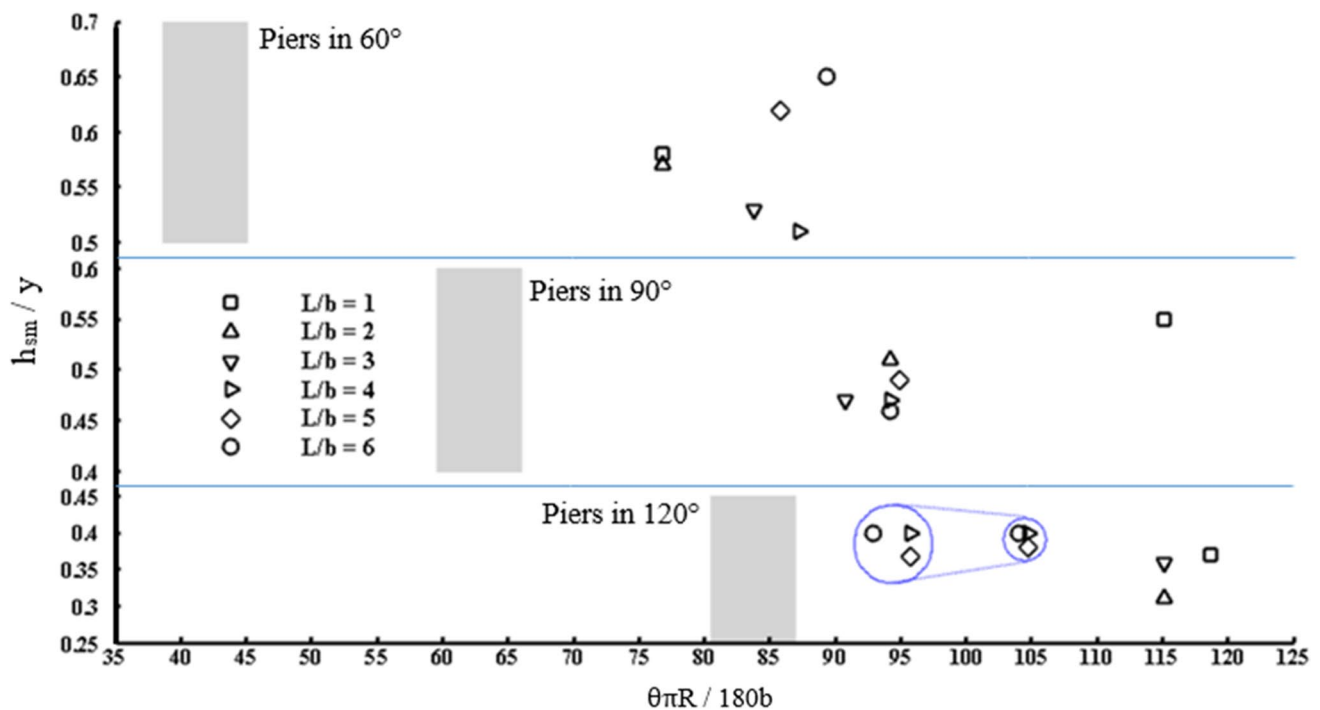 0.7
Piers in 60°
0.65
0.6
0.55
0.5
h_sm / y
0.6
Piers in 90°
0.55
0.5
0.45
0.4
L/b = 1
L/b = 2
L/b = 3
L/b = 4
L/b = 5
L/b = 6
0.45
Piers in 120°
0.4
0.35
0.3
0.25
35 40 45 50 55 60 65 70 75 80 85 90 95 100 105 110 115 120 125
θπR / 180b